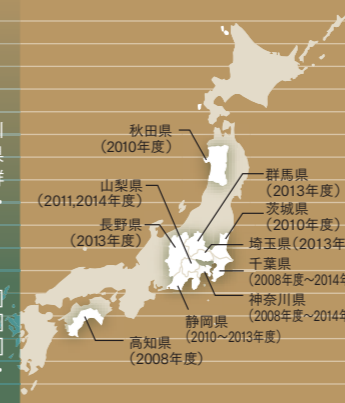 秋田県
（2010年度）
山梨県
（2011,2014年度）
長野県
（2013年度）
群馬県
（2013年度）
茨城県
（2010年度）
埼玉県（2013年
千葉県
（2008年度～2014年
神奈川県
（2008年度～2014年
静岡県
（2010～2013年度）
高知県
（2008年度）